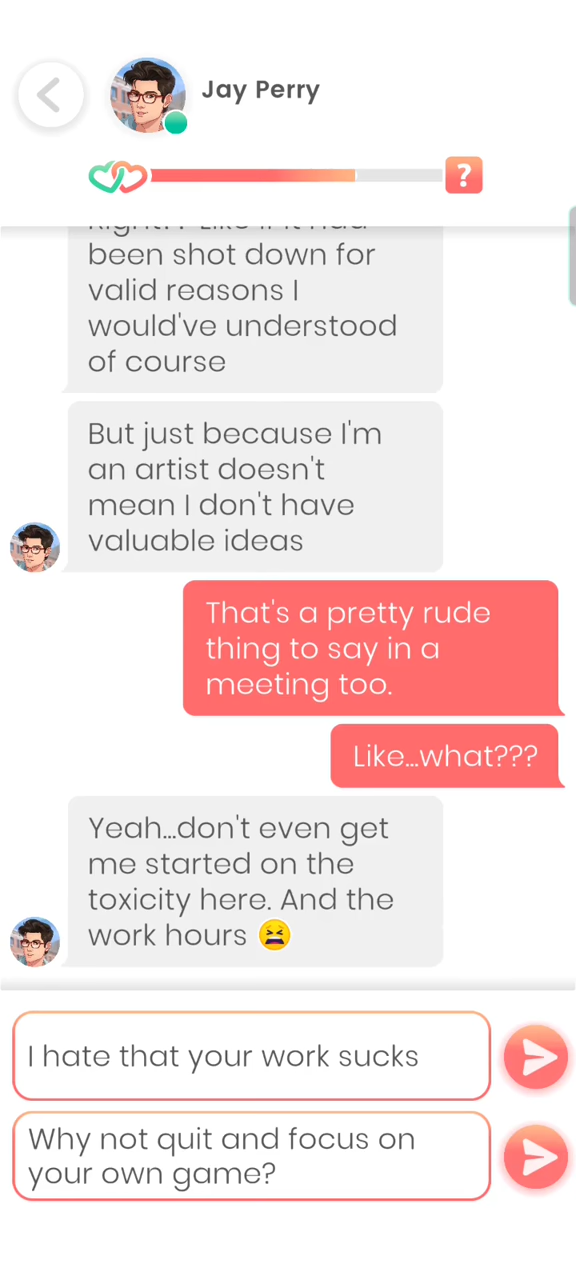 Jay Perry
?
been shot down for
valid reasons I
would've understood
of course
But just because I'm
an artist doesn't
mean I don't have
valuable ideas
That's a pretty rude
thing to say in a
meeting too.
Like...what???
Yeah...don't even get
me started on the
toxicity here. And the
work hours 😫
I hate that your work sucks
Why not quit and focus on
your own game?